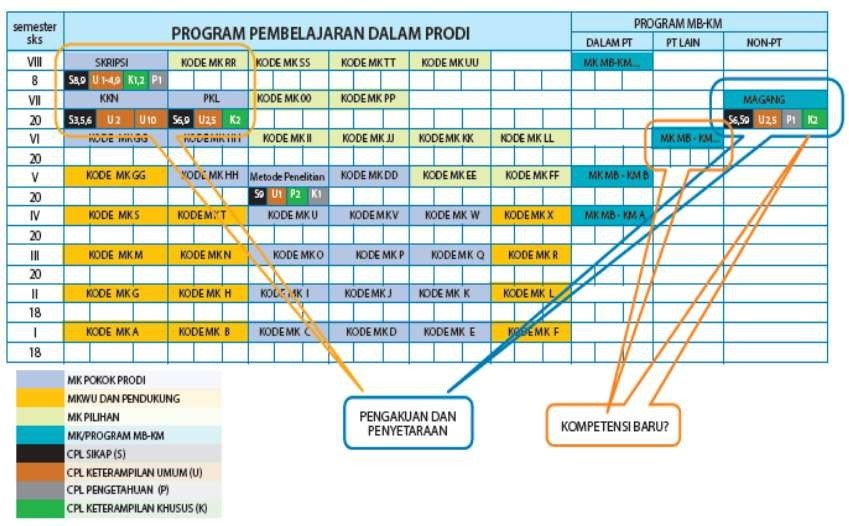 semester sks PROGRAM PEMBELAJARAN DALAM PRODI PROGRAM MB-KM
DALAM PT PT LAIN NON-PT
VIII SKRIPSI KODE MK RR KODE MK SS KODE MK TT KODE MK UU MK MB-KM...
8 S8,9 U 1-4,9 K1,2 P1
VII KKN PKL KODE MK OO KODE MK PP MAGANG
20 S3,5,6 U 2 U10 S6,9 U2,5 K2 S6,S9 U2,5 P1 K2
VI KODE MK GG KODE MK HH KODE MK II KODE MK JJ KODE MK KK KODE MK LL MK MB - KM...
20
V KODE MK GG KODE MK HH Metode Penelitian KODE MK DD KODE MK EE KODE MK FF MK MB - KM B
20 S9 U1 P2 K1
IV KODE MK S KODE MK T KODE MK U KODE MK V KODE MK W KODE MK X MK MB - KM A
20
III KODE MK M KODE MK N KODE MK O KODE MK P KODE MK Q KODE MK R
20
II KODE MK G KODE MK H KODE MK I KODE MK J KODE MK K KODE MK L
18
I KODE MK A KODE MK B KODE MK C KODE MK D KODE MK E KODE MK F
18
MK POKOK PRODI
MKWU DAN PENDUKUNG
MK PILIHAN
MK/PROGRAM MB-KM
CPL SIKAP (S)
CPL KETERAMPILAN UMUM (U)
CPL PENGETAHUAN (P)
CPL KETERAMPILAN KHUSUS (K)
PENGAKUAN DAN
PENYETARAAN
KOMPETENSI BARU?